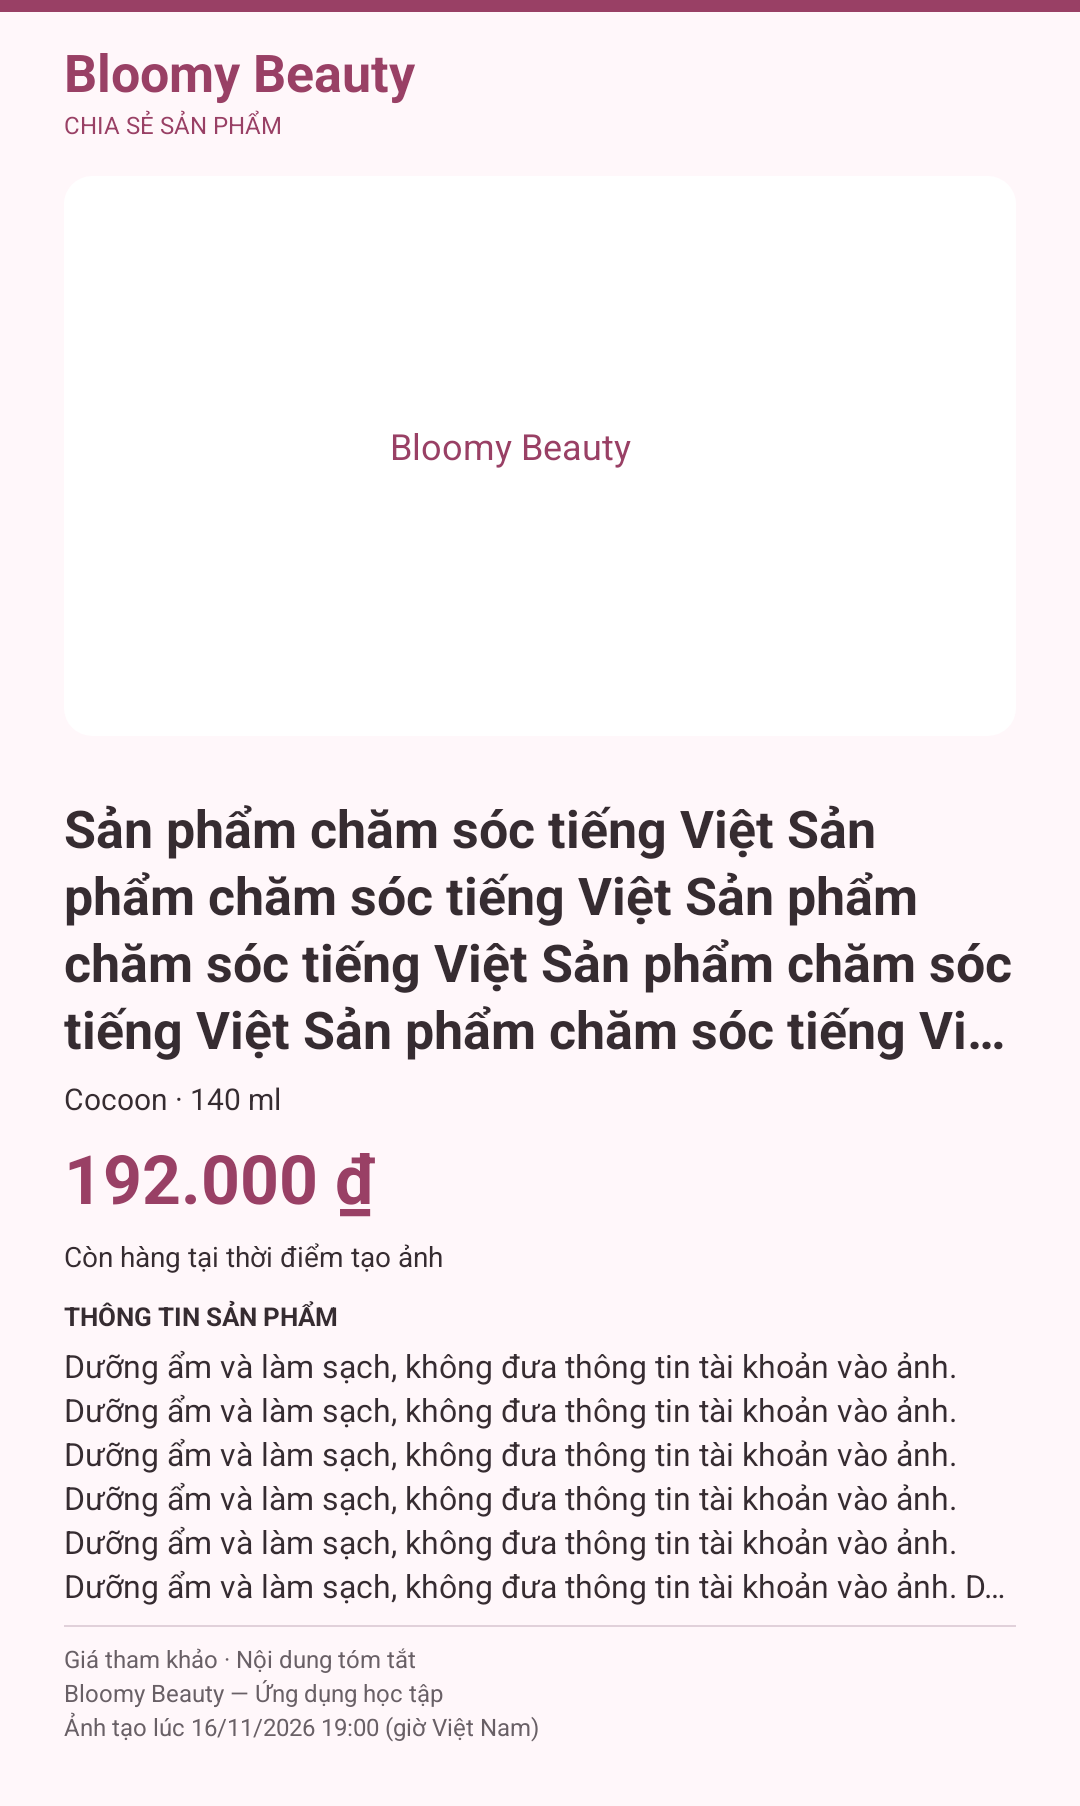 Bloomy Beauty
CHIA SẺ SẢN PHẨM
Bloomy Beauty
Sản phẩm chăm sóc tiếng Việt Sản
phẩm chăm sóc tiếng Việt Sản phẩm
chăm sóc tiếng Việt Sản phẩm chăm sóc
tiếng Việt Sản phẩm chăm sóc tiếng Vi…
Cocoon · 140 ml
192.000 ₫
Còn hàng tại thời điểm tạo ảnh
THÔNG TIN SẢN PHẨM
Dưỡng ẩm và làm sạch, không đưa thông tin tài khoản vào ảnh.
Dưỡng ẩm và làm sạch, không đưa thông tin tài khoản vào ảnh.
Dưỡng ẩm và làm sạch, không đưa thông tin tài khoản vào ảnh.
Dưỡng ẩm và làm sạch, không đưa thông tin tài khoản vào ảnh.
Dưỡng ẩm và làm sạch, không đưa thông tin tài khoản vào ảnh.
Dưỡng ẩm và làm sạch, không đưa thông tin tài khoản vào ảnh. D…
Giá tham khảo · Nội dung tóm tắt
Bloomy Beauty — Ứng dụng học tập
Ảnh tạo lúc 16/11/2026 19:00 (giờ Việt Nam)